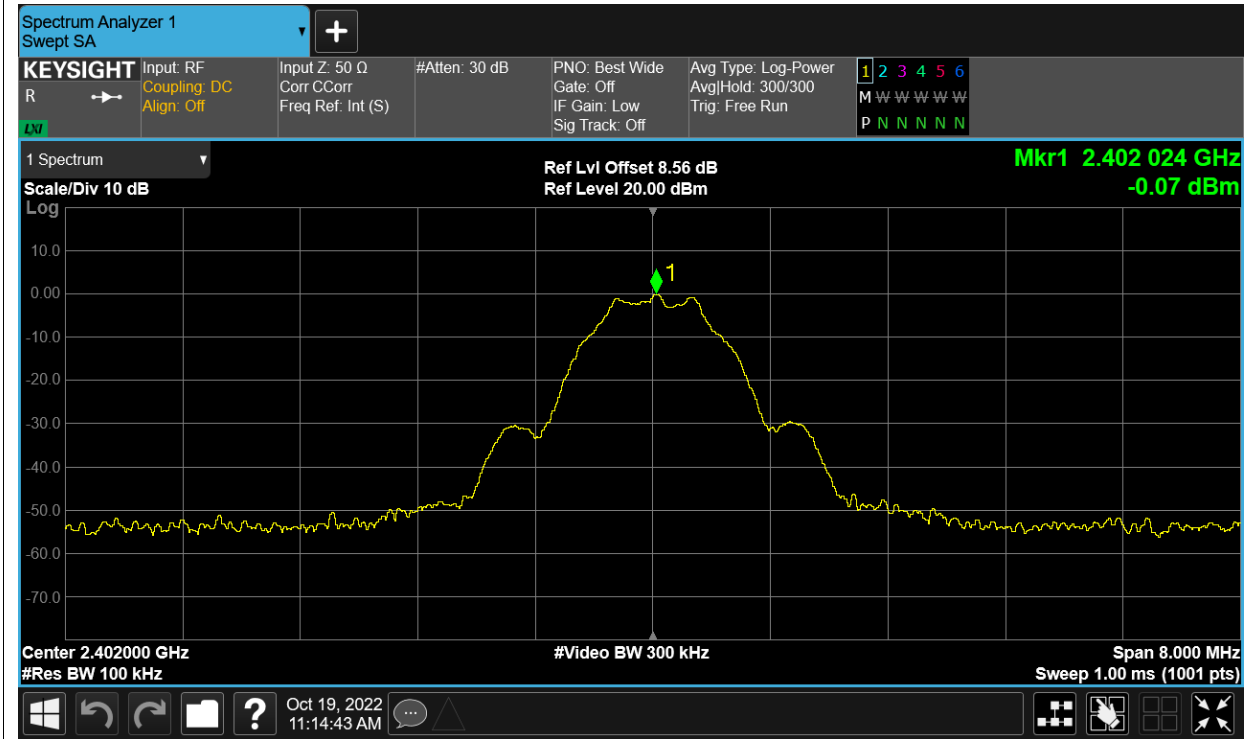 Spectrum Analyzer 1
Swept SA
KEYSIGHT
R
LXI
Input: RF
Coupling: DC
Align: Off
Input Z: 50 Ω
Corr CCorr
Freq Ref: Int (S)
#Atten: 30 dB
PNO: Best Wide
Gate: Off
IF Gain: Low
Sig Track: Off
Avg Type: Log-Power
Avg|Hold: 300/300
Trig: Free Run
1 2 3 4 5 6
M W W W W W W
P N N N N N N
1 Spectrum
Scale/Div 10 dB
Log
Ref Lvl Offset 8.56 dB
Ref Level 20.00 dBm
Mkr1 2.402 024 GHz
-0.07 dBm
1
10.0
0.00
-10.0
-20.0
-30.0
-40.0
-50.0
-60.0
-70.0
Center 2.402000 GHz
#Res BW 100 kHz
#Video BW 300 kHz
Span 8.000 MHz
Sweep 1.00 ms (1001 pts)
?
Oct 19, 2022
11:14:43 AM